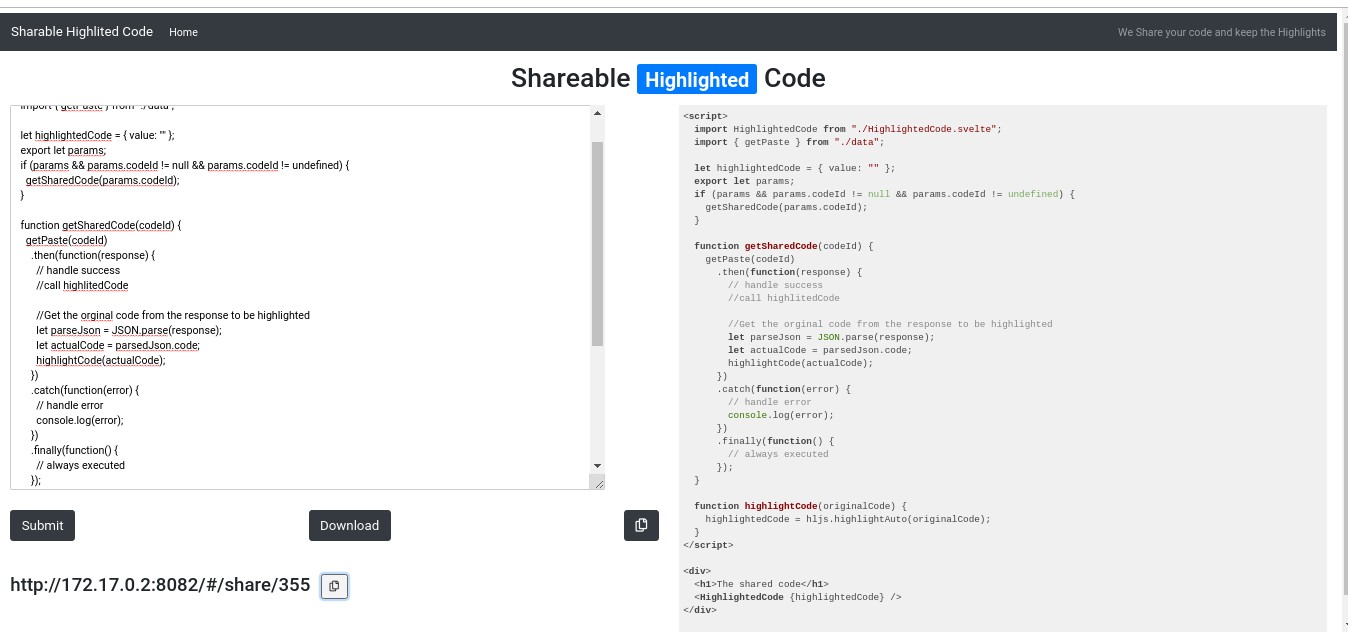 Sharable Highlited Code Home We Share your code and keep the Highlights
Shareable Highlighted Code
import { getPaste } from "./data";

let highlightedCode = { value: "" };
export let params;
if (params && params.codeId != null && params.codeId != undefined) {
  getSharedCode(params.codeId);
}

function getSharedCode(codeId) {
  getPaste(codeId)
    .then(function(response) {
      // handle success
      //call highlitedCode

      //Get the orginal code from the response to be highlighted
      let parseJson = JSON.parse(response);
      let actualCode = parsedJson.code;
      highlightCode(actualCode);
    })
    .catch(function(error) {
      // handle error
      console.log(error);
    })
    .finally(function() {
      // always executed
    });
Submit
Download
http://172.17.0.2:8082/#/share/355
<script>
  import HighlightedCode from "./HighlightedCode.svelte";
  import { getPaste } from "./data";

  let highlightedCode = { value: "" };
  export let params;
  if (params && params.codeId != null && params.codeId != undefined) {
    getSharedCode(params.codeId);
  }

  function getSharedCode(codeId) {
    getPaste(codeId)
      .then(function(response) {
        // handle success
        //call highlitedCode

        //Get the orginal code from the response to be highlighted
        let parseJson = JSON.parse(response);
        let actualCode = parsedJson.code;
        highlightCode(actualCode);
      })
      .catch(function(error) {
        // handle error
        console.log(error);
      })
      .finally(function() {
        // always executed
      });
  }

  function highlightCode(originalCode) {
    highlightedCode = hljs.highlightAuto(originalCode);
  }
</script>

<div>
  <h1>The shared code</h1>
  <HighlightedCode {highlightedCode} />
</div>